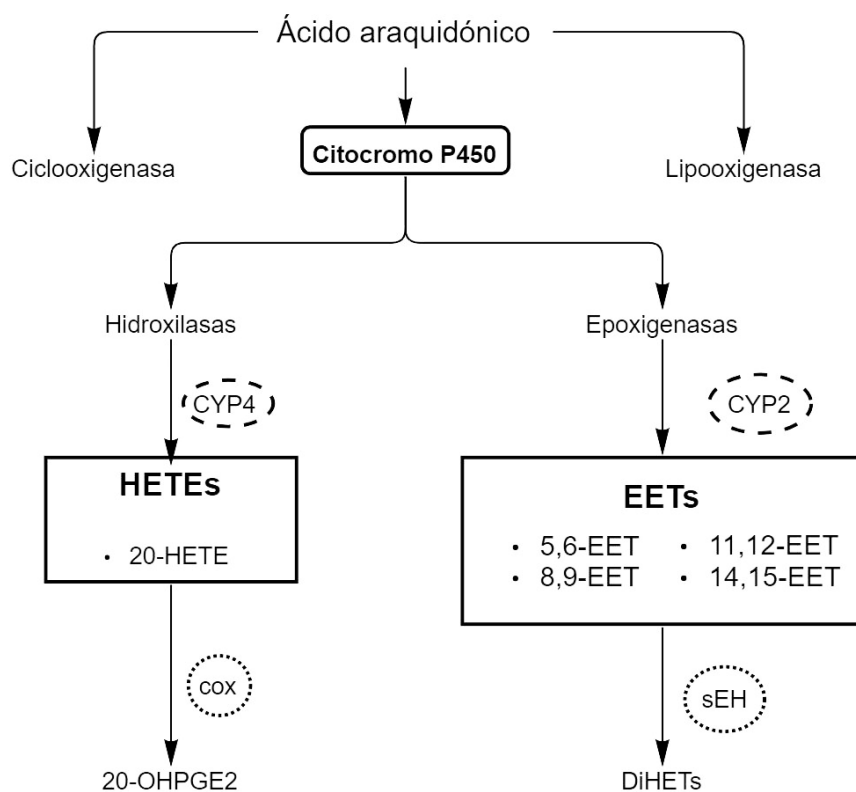 Ácido araquidónico
Ciclooxigenasa
Citocromo P450
Lipooxigenasa
Hidroxilasas
Epoxigenasas
CYP4
CYP2
HETEs
· 20-HETE
EETs
· 5,6-EET · 11,12-EET
· 8,9-EET · 14,15-EET
cox
sEH
20-OHPGE2
DiHETs